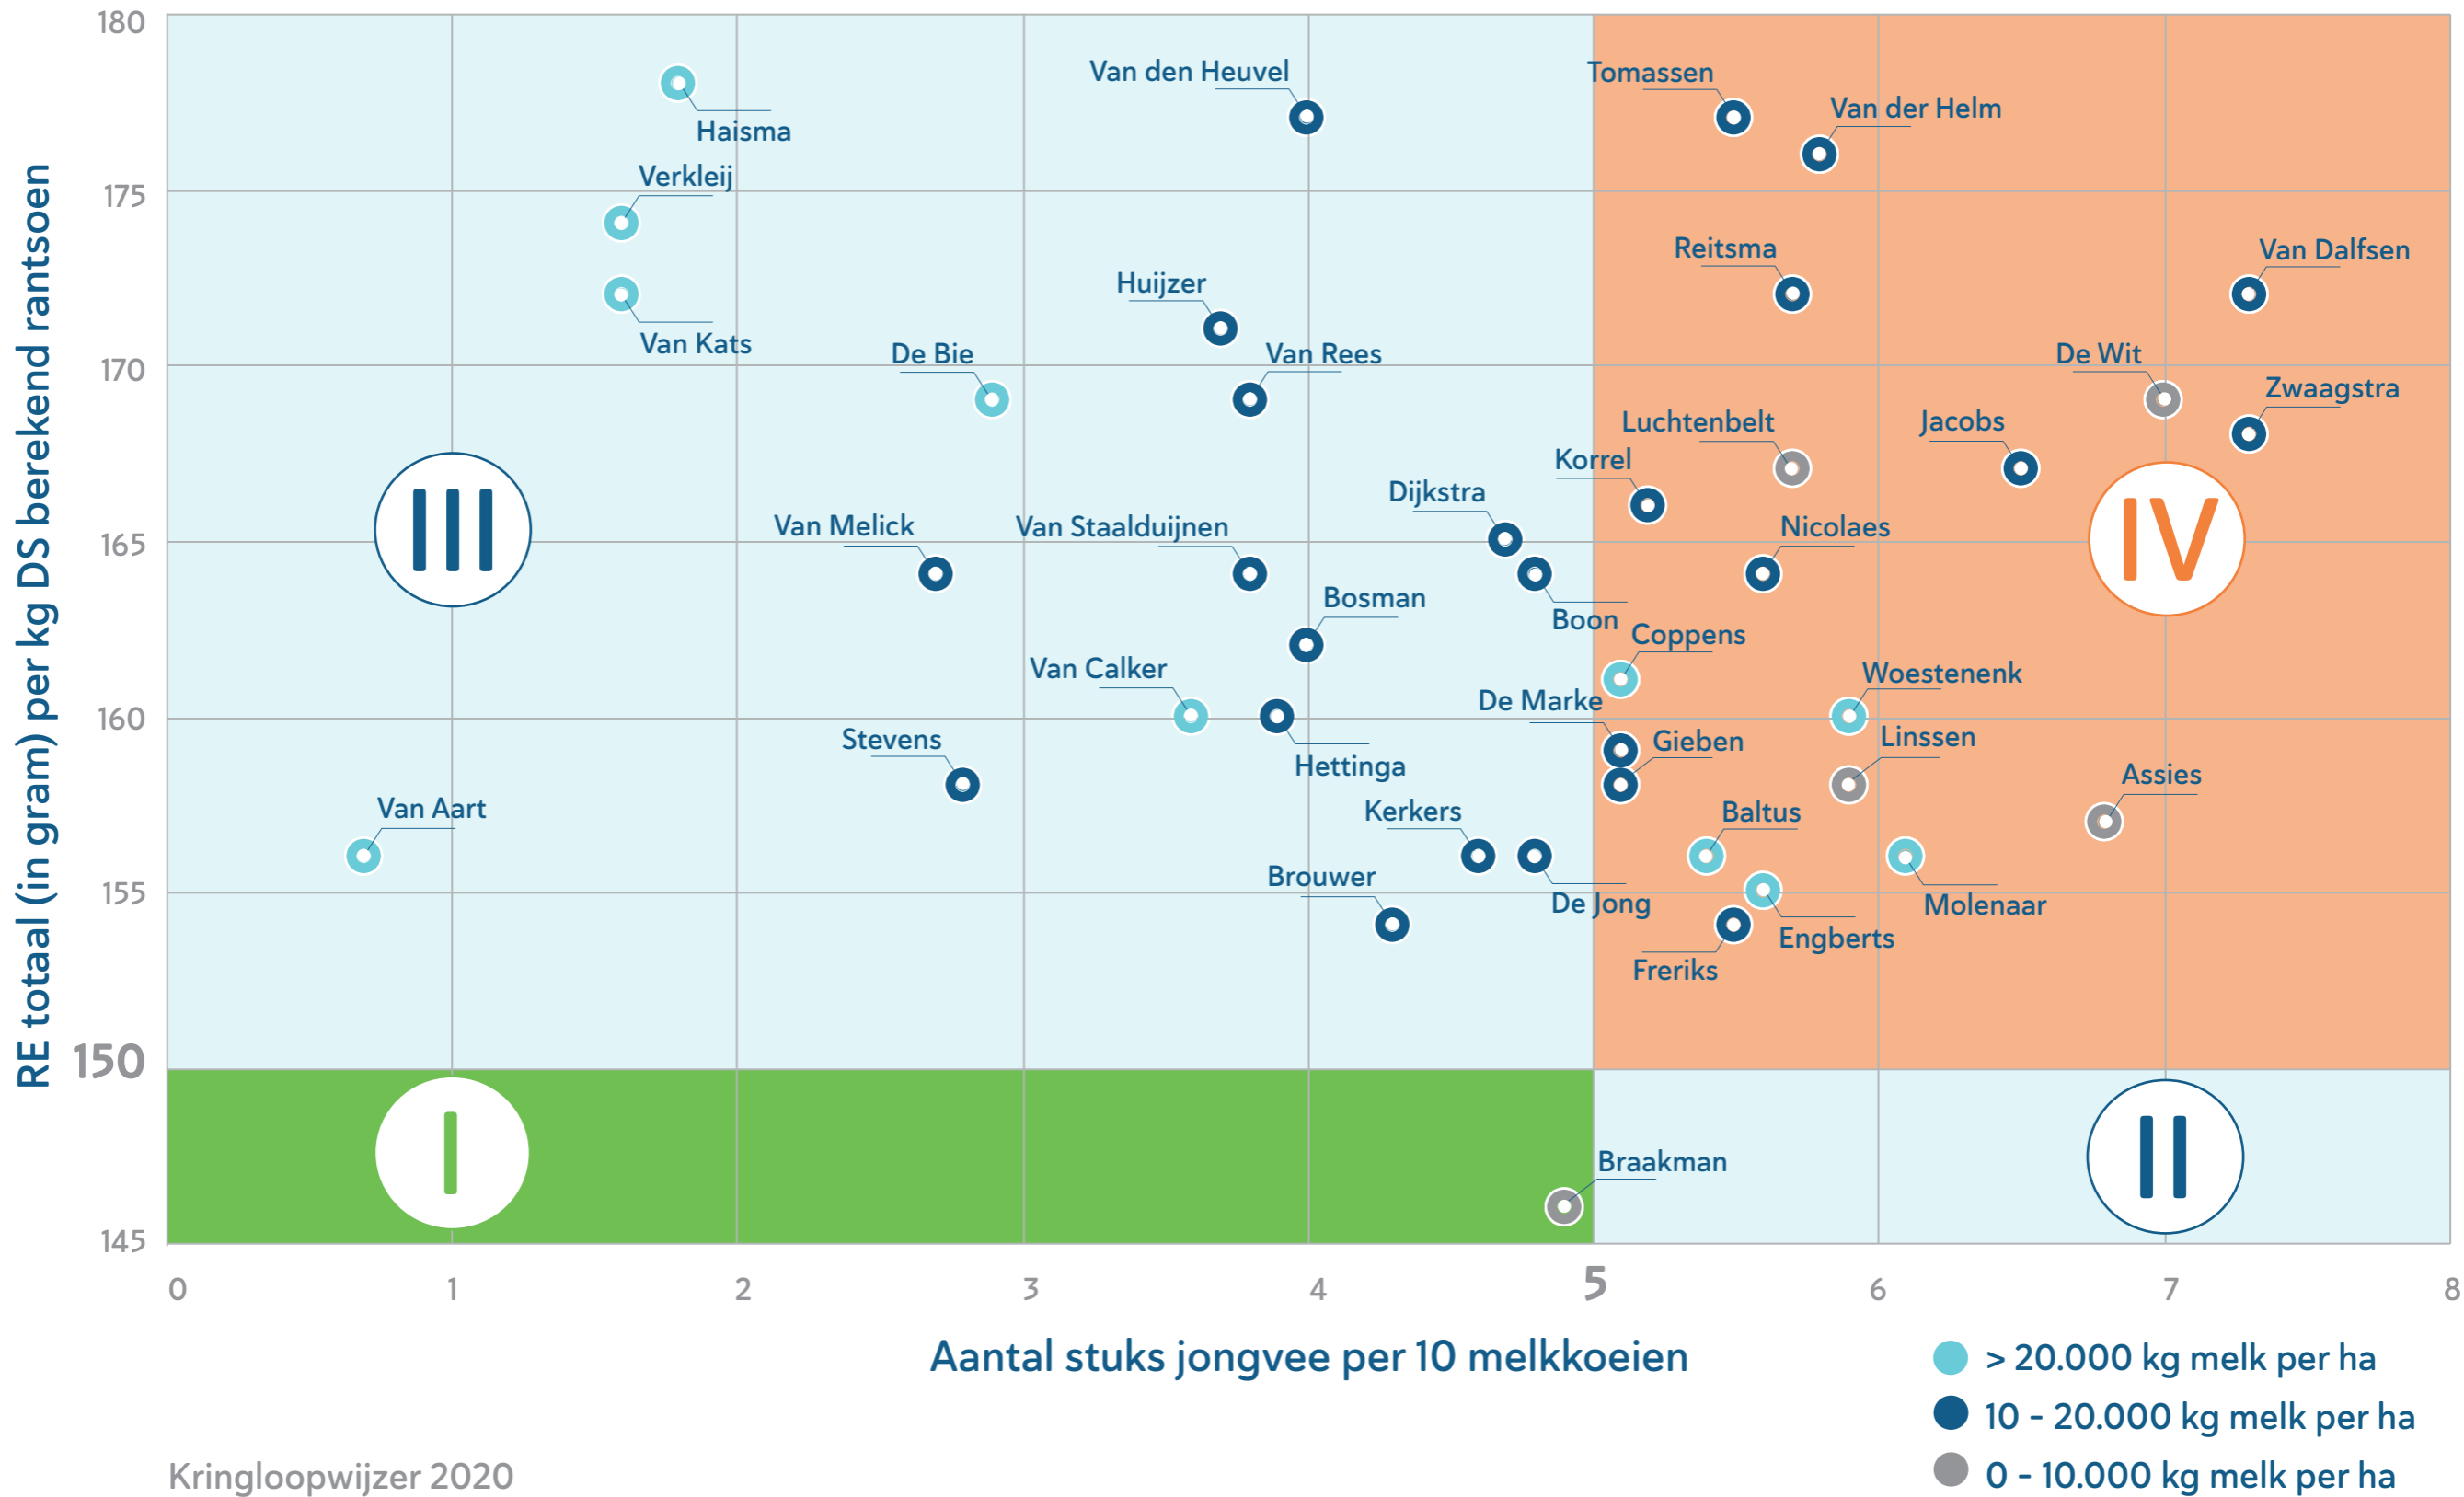 180
175
170
165
160
155
150
145
RE totaal (in gram) per kg DS berekend rantsoen
Van den Heuvel
Tomassen
Van der Helm
Haisma
Verkleij
Reitsma
Van Dalfsen
Huijzer
Van Kats
De Bie
Van Rees
De Wit
Zwaagstra
Luchtenbelt
Jacobs
Korrel
Dijkstra
III
IV
Van Melick
Van Staalduijnen
Nicolaes
Bosman
Boon
Coppens
Van Calker
Woestenenk
De Marke
Stevens
Gieben
Linssen
Hettinga
Assies
Van Aart
Kerkers
Baltus
Brouwer
De Jong
Molenaar
Engberts
Freriks
I
II
Braakman
0
1
2
3
4
5
6
7
8
Aantal stuks jongvee per 10 melkkoeien
> 20.000 kg melk per ha
10 - 20.000 kg melk per ha
0 - 10.000 kg melk per ha
Kringloopwijzer 2020